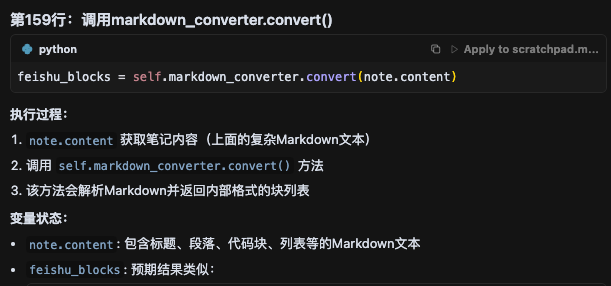 第159行：调用markdown_converter.convert()
python
Apply to scratchpad.m...
feishu_blocks = self.markdown_converter.convert(note.content)
执行过程：
1. note.content 获取笔记内容（上面的复杂Markdown文本）
2. 调用 self.markdown_converter.convert() 方法
3. 该方法会解析Markdown并返回内部格式的块列表
变量状态：
• note.content: 包含标题、段落、代码块、列表等的Markdown文本
• feishu_blocks: 预期结果类似：